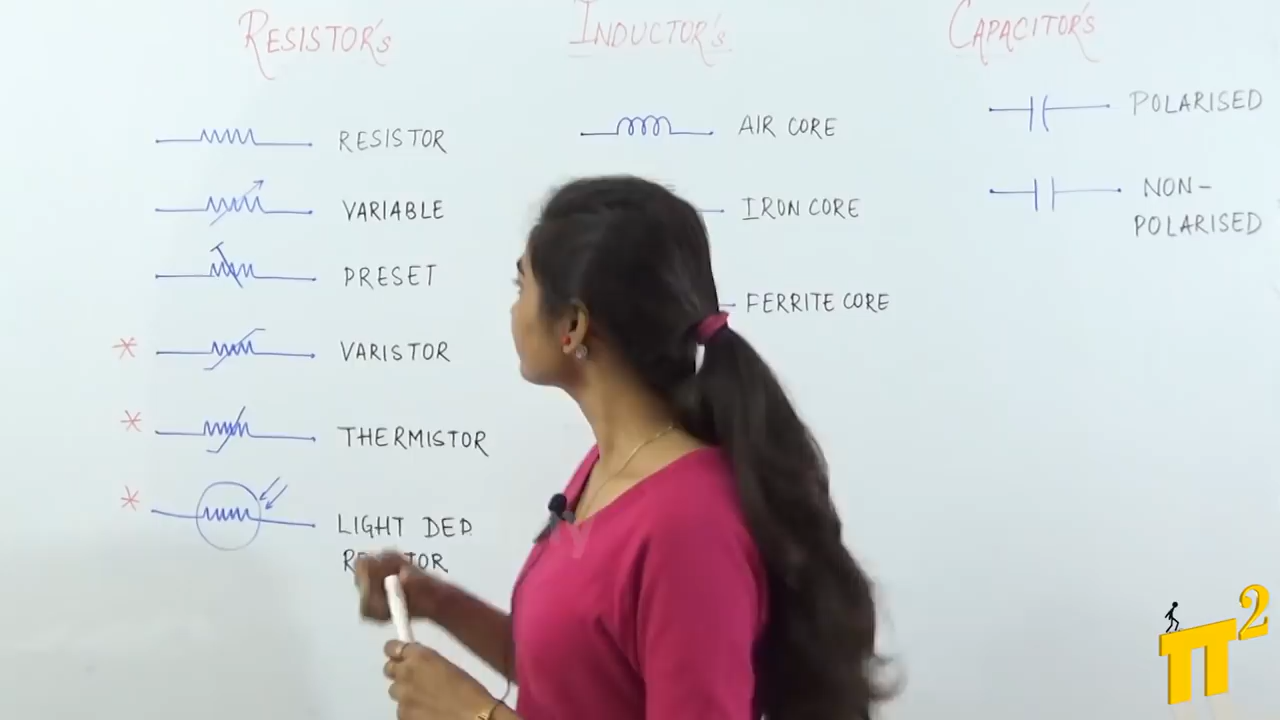 RESISTOR's
RESISTOR
VARIABLE
PRESET
* VARISTOR
* THERMISTOR
* LIGHT DEP.
INDUCTOR's
AIR CORE
IRON CORE
FERRITE CORE
CAPACITOR's
POLARISED
NON-
POLARISED
π2